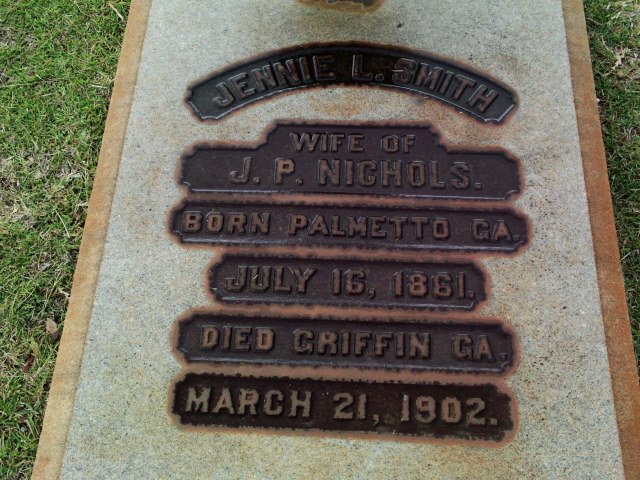 JENNIE L. SMITH
WIFE OF
J. P. NICHOLS.
BORN PALMETTO GA.
JULY 16, 1861.
DIED GRIFFIN GA.
MARCH 21, 1902.